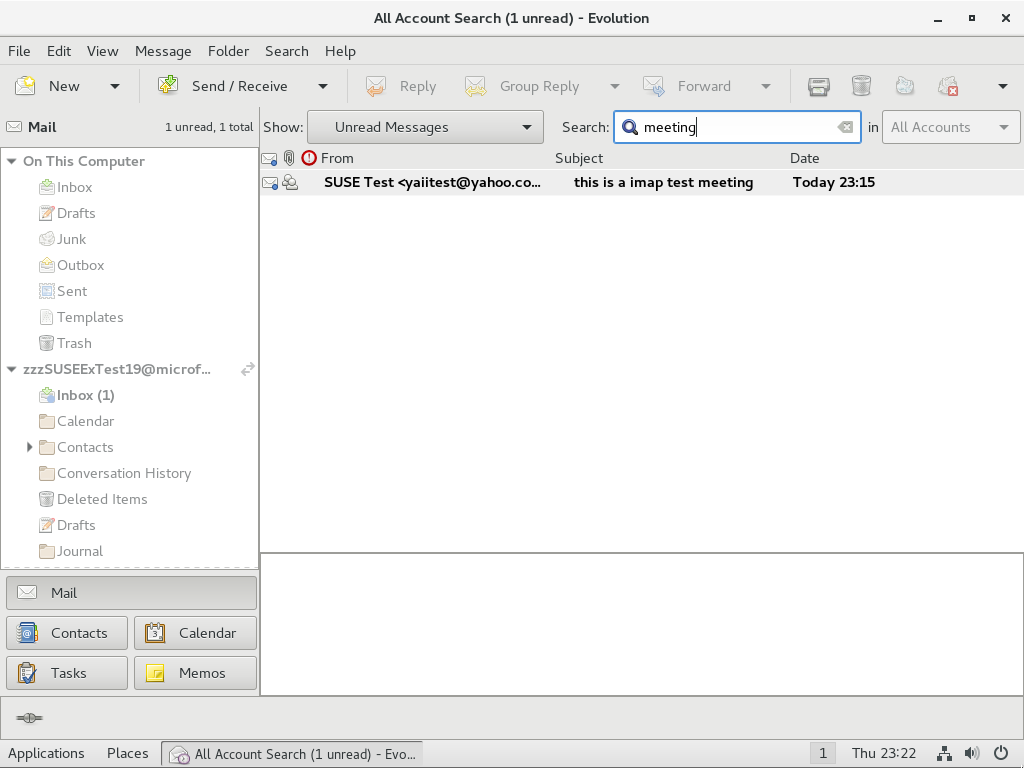 All Account Search (1 unread) - Evolution
File Edit View Message Folder Search Help
New Send / Receive Reply Group Reply Forward
Mail 1 unread, 1 total Show: Unread Messages Search: meeting in All Accounts
From Subject Date
SUSE Test <yaiitest@yahoo.co... this is a imap test meeting Today 23:15
On This Computer
Inbox
Drafts
Junk
Outbox
Sent
Templates
Trash
zzzSUSEExTest19@microf...
Inbox (1)
Calendar
Contacts
Conversation History
Deleted Items
Drafts
Journal
Mail
Contacts Calendar
Tasks Memos
Applications Places All Account Search (1 unread) - Evo... 1 Thu 23:22